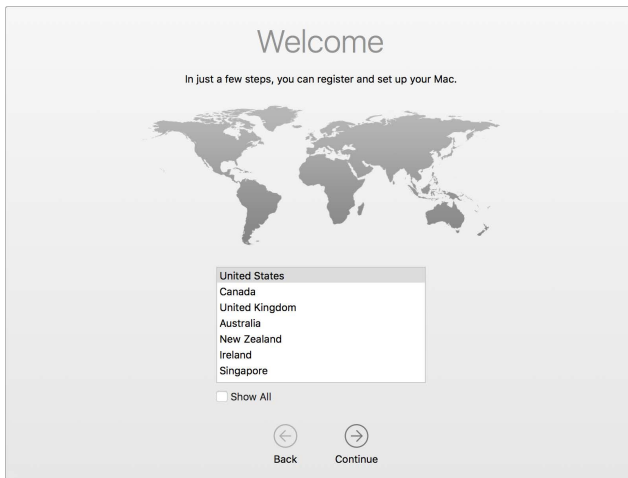 Welcome
In just a few steps, you can register and set up your Mac.
United States
Canada
United Kingdom
Australia
New Zealand
Ireland
Singapore
Show All
Back Continue